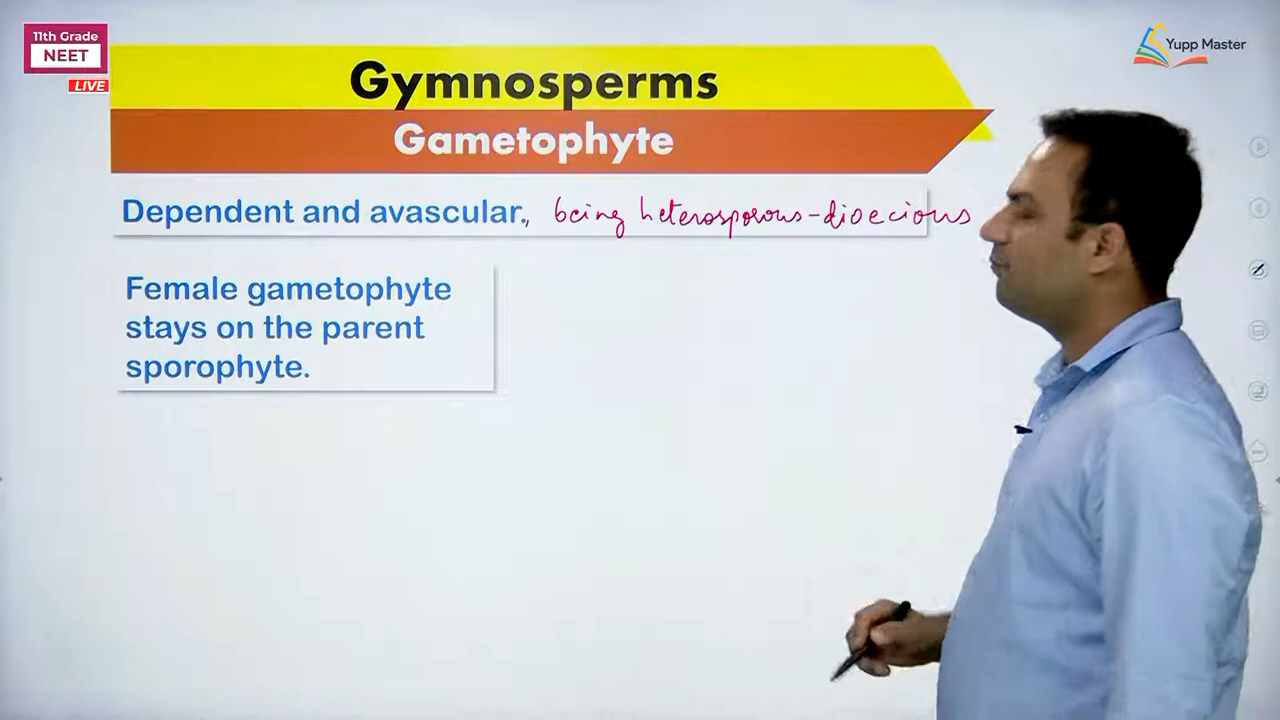 11th Grade
NEET
LIVE
Yupp Master
Gymnosperms
Gametophyte
Dependent and avascular., being heterosporous-dioecious
Female gametophyte
stays on the parent
sporophyte.